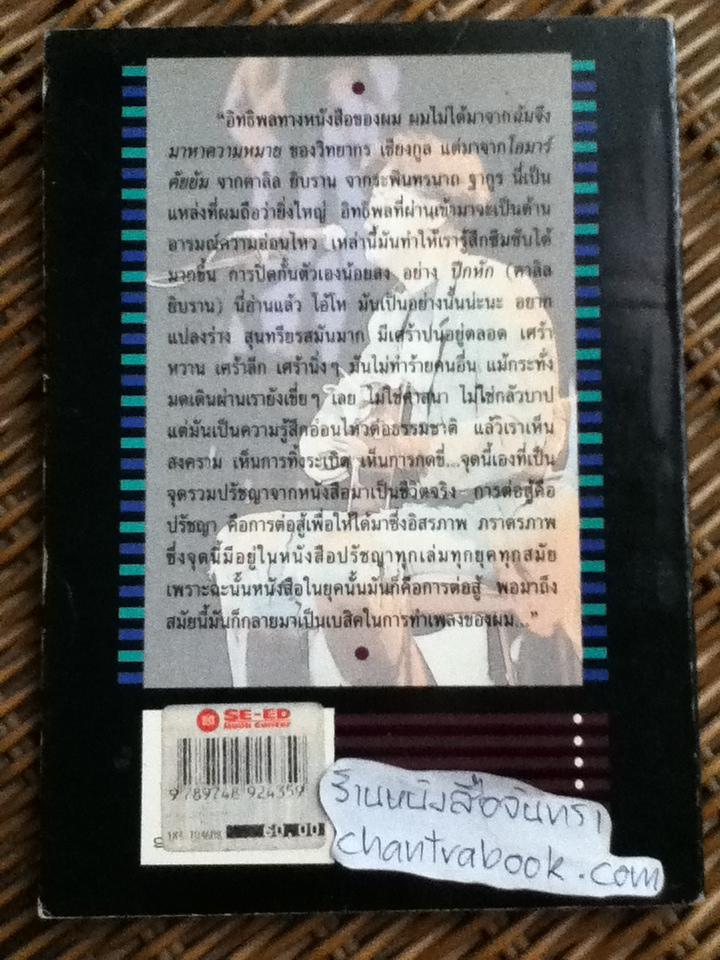 “อิทธิพลทางหนังสือของผม ผมไม่ได้มาจากฉันจึง
มาหาความหมาย ของวิทยากร เชียงกูล แต่มาจากโอมาร์
คัยยัม จากคาลิล ยิบราน จากระพินทรนาถ ฐากูร นี่เป็น
แหล่งที่ผมถือว่ายิ่งใหญ่ อิทธิพลที่ผ่านเข้ามาจะเป็นด้าน
อารมณ์ความอ่อนไหว เหล่านี้มันทำให้เรารู้สึกซึมซับได้
มากขึ้น การปิดกั้นตัวเองน้อยลง อย่าง ปีกหัก (คาลิล
ยิบราน) นี่อ่านแล้ว โอ้โห มันเป็นอย่างนั้นน่ะนะ อยาก
แปลงร่าง สุนทรียรสมันมาก มีเศร้าปนอยู่ตลอด เศร้า
หวาน เศร้าลึก เศร้านิ่งๆ มันไม่ทำร้ายคนอื่น แม้กระทั่ง
มดเดินผ่านเรายังเขี่ยๆ เลย ไม่ใช่ศาสนา ไม่ใช่กลัวบาป
แต่มันเป็นความรู้สึกอ่อนไหวต่อธรรมชาติ แล้วเราเห็น
สงคราม เห็นการทิ้งระเบิด เห็นการกดขี่...จุดนี้เองที่เป็น
จุดรวมปรัชญาจากหนังสือมาเป็นชีวิตจริง การต่อสู้คือ
ปรัชญา คือการต่อสู้เพื่อให้ได้มาซึ่งอิสรภาพ ภราดรภาพ
ซึ่งจุดนี้มีอยู่ในหนังสือปรัชญาทุกเล่มทุกยุคทุกสมัย
เพราะฉะนั้นหนังสือในยุคนั้นมันก็คือการต่อสู้ พอมาถึง
สมัยนี้มันก็กลายมาเป็นเบสิคในการทำเพลงของผม...”
SE-ED
Book Center
9 789748 924359
60.00
ร้านหนังสือจันทรา
chantrabook.com